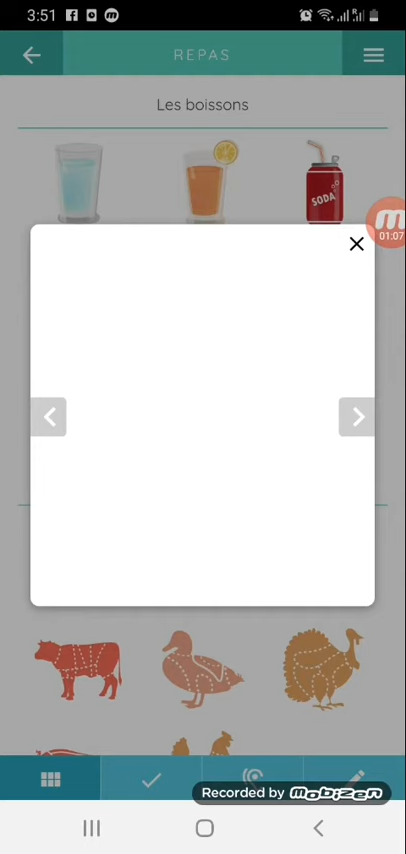 3:51
REPAS
Les boissons
SODA
01:07
Recorded by mobizen